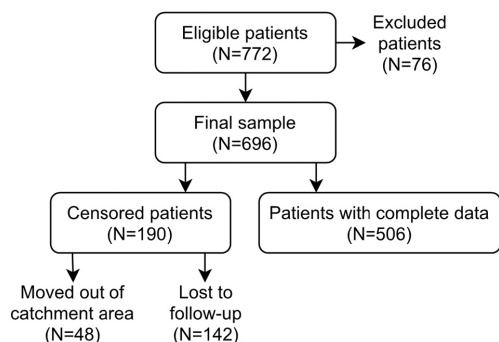 Eligible patients
(N=772)
Excluded
patients
(N=76)
Final sample
(N=696)
Censored patients
(N=190)
Patients with complete data
(N=506)
Moved out of
catchment area
(N=48)
Lost to
follow-up
(N=142)